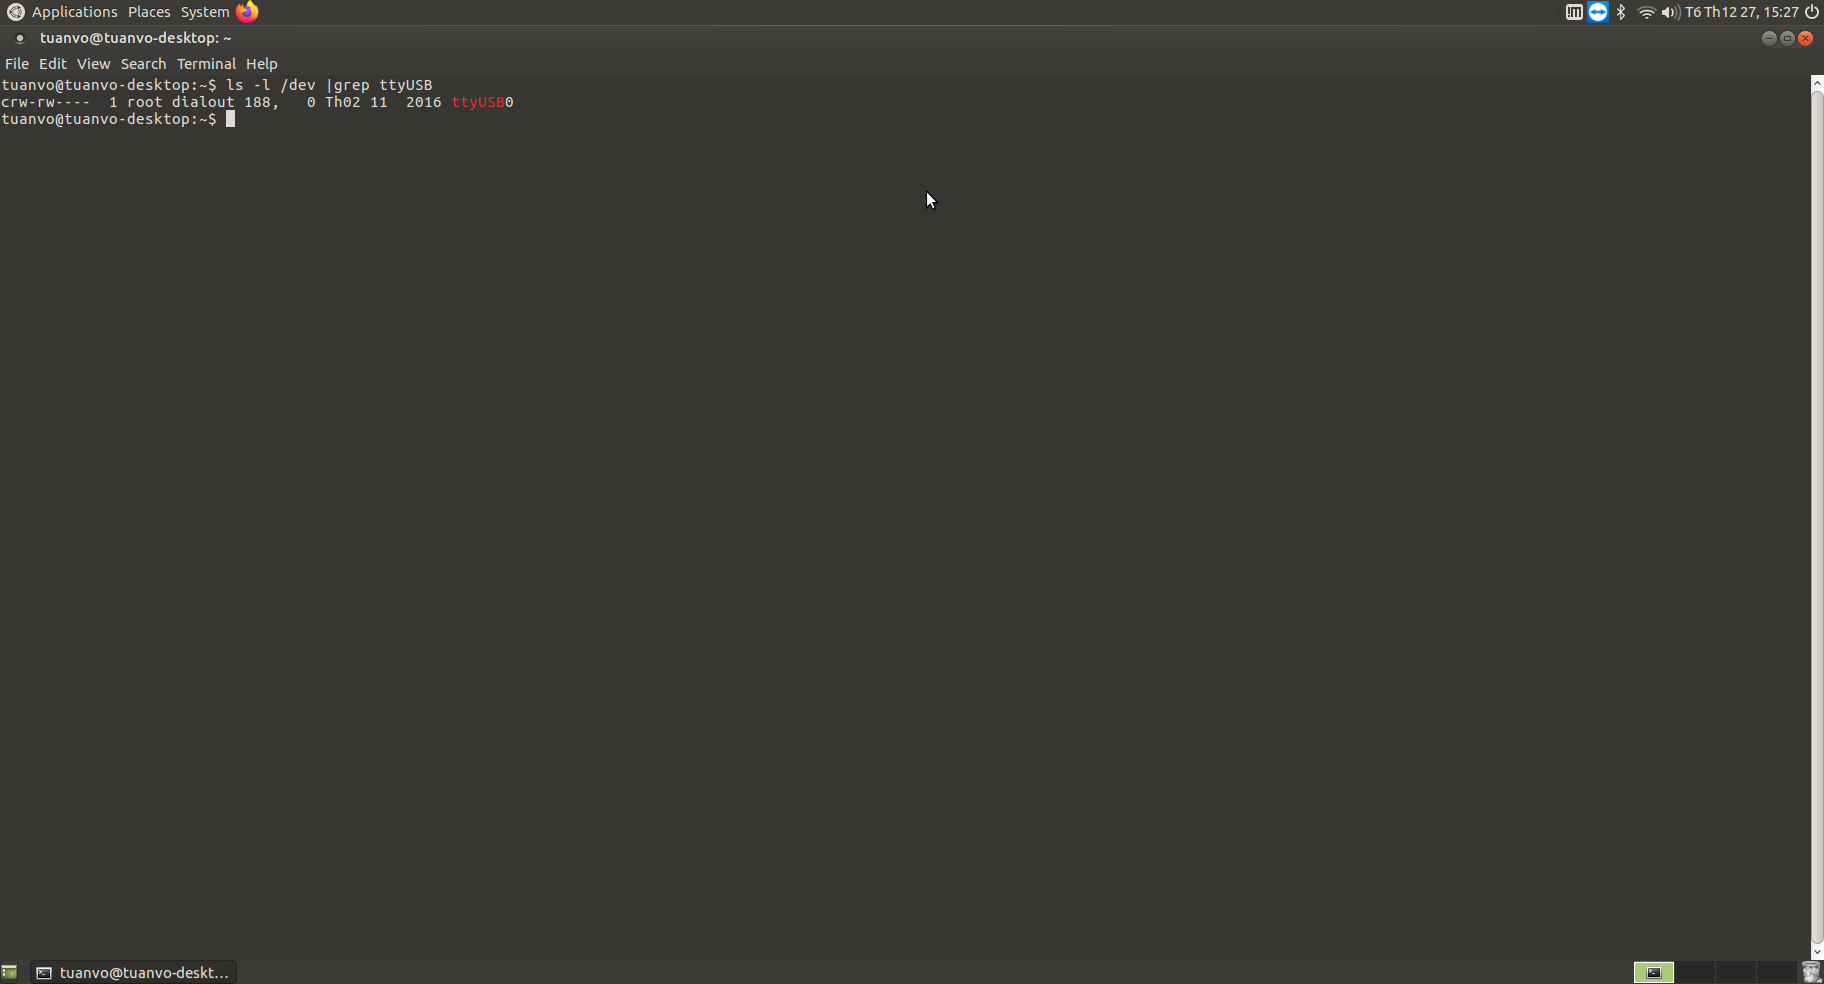 Applications Places System T6 Th12 27, 15:27
tuanvo@tuanvo-desktop: ~
File Edit View Search Terminal Help
tuanvo@tuanvo-desktop:~$ ls -l /dev |grep ttyUSB
crw-rw----  1 root dialout 188,   0 Th02 11  2016 ttyUSB0
tuanvo@tuanvo-desktop:~$
tuanvo@tuanvo-deskt...